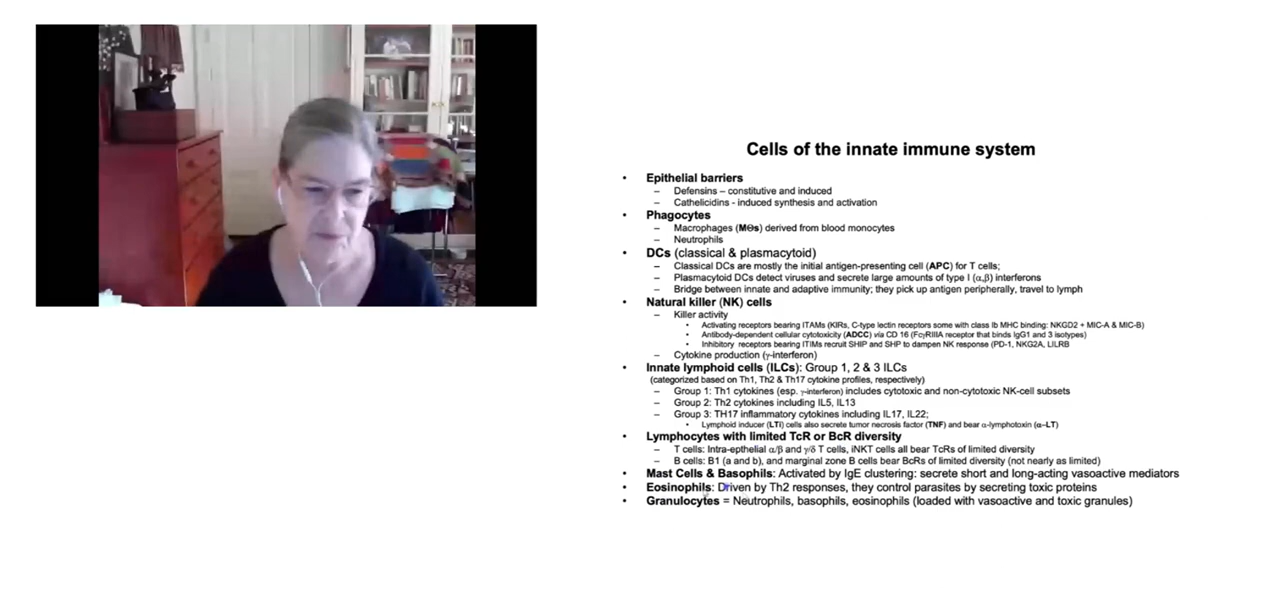 Cells of the innate immune system
• Epithelial barriers
– Defensins – constitutive and induced
– Cathelicidins - induced synthesis and activation
• Phagocytes
– Macrophages (MΘs) derived from blood monocytes
– Neutrophils
• DCs (classical & plasmacytoid)
– Classical DCs are mostly the initial antigen-presenting cell (APC) for T cells;
– Plasmacytoid DCs detect viruses and secrete large amounts of type I (α,β) interferons
– Bridge between innate and adaptive immunity; they pick up antigen peripherally, travel to lymph
• Natural killer (NK) cells
– Killer activity
• Activating receptors bearing ITAMs (KIRs, C-type lectin receptors some with class Ib MHC binding: NKGD2 + MIC-A & MIC-B)
• Antibody-dependent cellular cytotoxicity (ADCC) via CD 16 (FcγRIIIA receptor that binds IgG1 and 3 isotypes)
• Inhibitory receptors bearing ITIMs recruit SHIP and SHP to dampen NK response (PD-1, NKG2A, LILRB
– Cytokine production (γ-interferon)
• Innate lymphoid cells (ILCs): Group 1, 2 & 3 ILCs
(categorized based on Th1, Th2 & Th17 cytokine profiles, respectively)
– Group 1: Th1 cytokines (esp. γ-interferon) includes cytotoxic and non-cytotoxic NK-cell subsets
– Group 2: Th2 cytokines including IL5, IL13
– Group 3: TH17 inflammatory cytokines including IL17, IL22;
• Lymphoid inducer (LTi) cells also secrete tumor necrosis factor (TNF) and bear α-lymphotoxin (α–LT)
• Lymphocytes with limited TcR or BcR diversity
– T cells: Intra-epithelial α/β and γ/δ T cells, iNKT cells all bear TcRs of limited diversity
– B cells: B1 (a and b), and marginal zone B cells bear BcRs of limited diversity (not nearly as limited)
• Mast Cells & Basophils: Activated by IgE clustering: secrete short and long-acting vasoactive mediators
• Eosinophils: Driven by Th2 responses, they control parasites by secreting toxic proteins
• Granulocytes = Neutrophils, basophils, eosinophils (loaded with vasoactive and toxic granules)